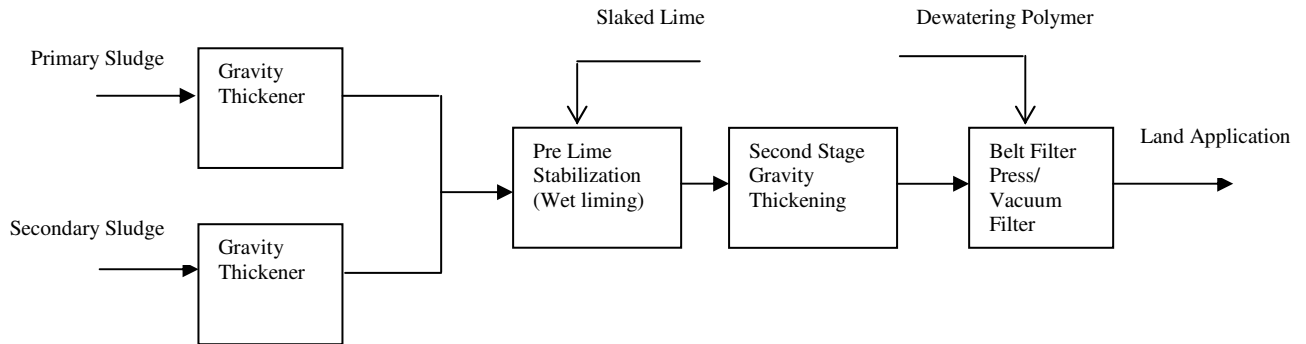 Slaked Lime
Dewatering Polymer
Primary Sludge
Gravity
Thickener
Pre Lime
Stabilization
(Wet liming)
Second Stage
Gravity
Thickening
Belt Filter
Press/
Vacuum
Filter
Land Application
Secondary Sludge
Gravity
Thickener